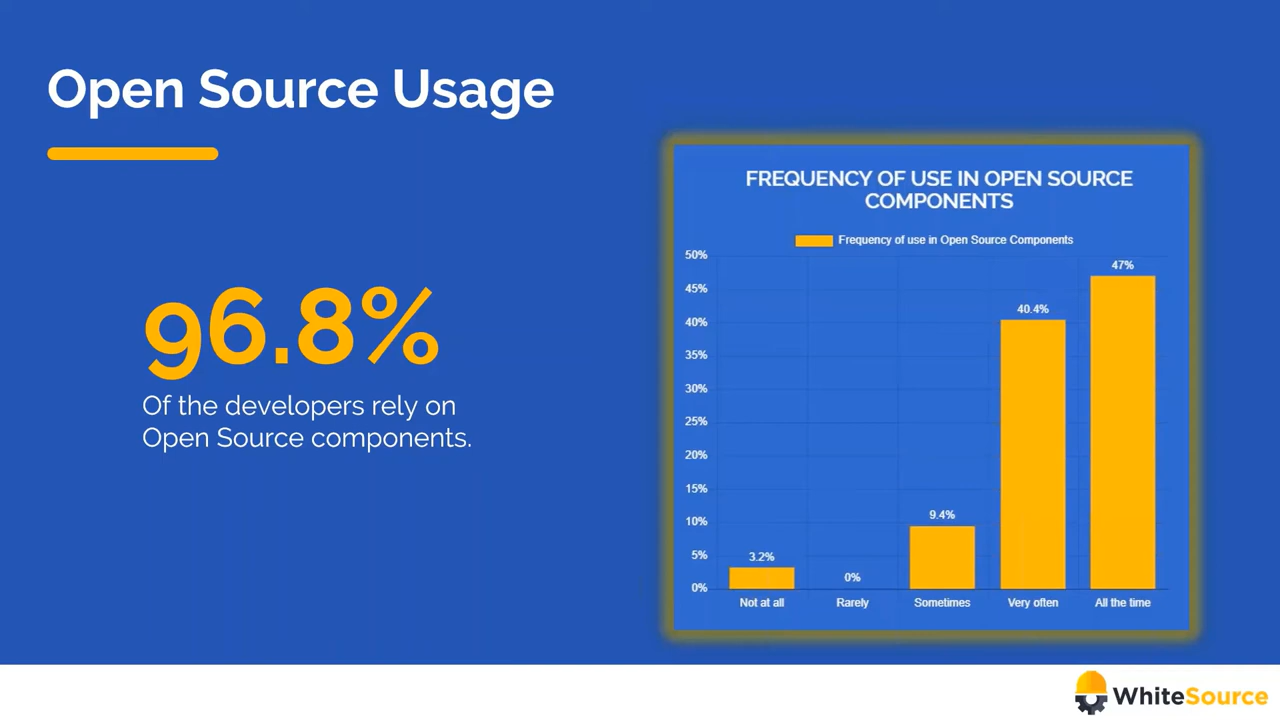 Open Source Usage
96.8%
Of the developers rely on
Open Source components.
FREQUENCY OF USE IN OPEN SOURCE
COMPONENTS
Frequency of use in Open Source Components
50%
45%
40%
35%
30%
25%
20%
15%
10%
5%
0%
3.2%
0%
9.4%
40.4%
47%
Not at all
Rarely
Sometimes
Very often
All the time
WhiteSource